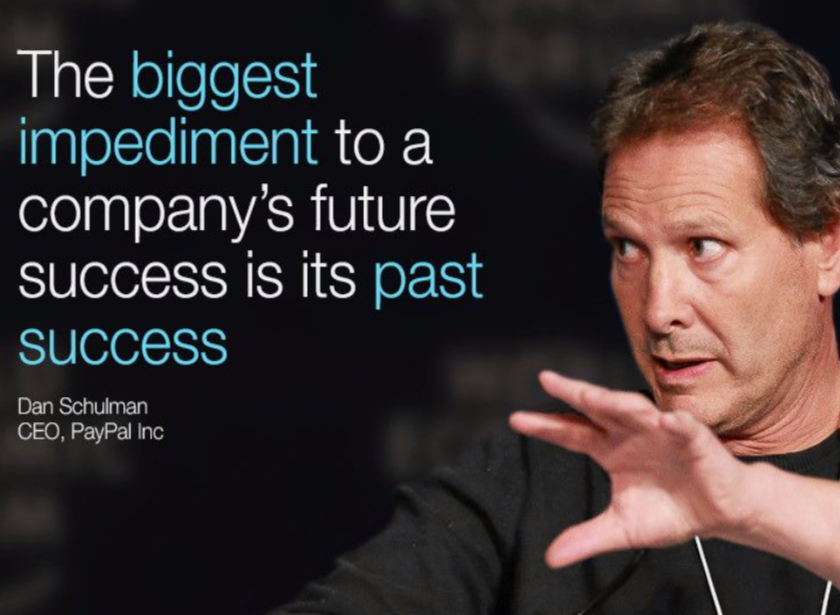 The biggest
impediment to a
company’s future
success is its past
success
Dan Schulman
CEO, PayPal Inc